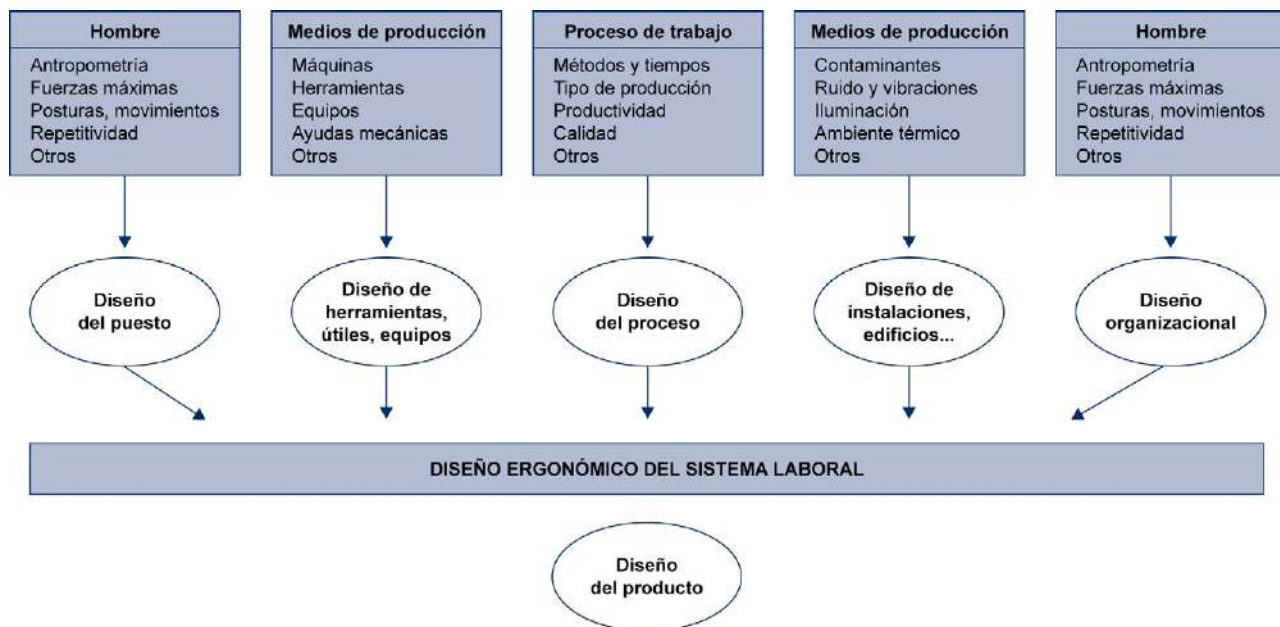 Hombre
Antropometría
Fuerzas máximas
Posturas, movimientos
Repetitividad
Otros
Medios de producción
Máquinas
Herramientas
Equipos
Ayudas mecánicas
Otros
Proceso de trabajo
Métodos y tiempos
Tipo de producción
Productividad
Calidad
Otros
Medios de producción
Contaminantes
Ruido y vibraciones
Iluminación
Ambiente térmico
Otros
Hombre
Antropometría
Fuerzas máximas
Posturas, movimientos
Repetitividad
Otros
Diseño
del puesto
Diseño de
herramientas,
útiles, equipos
Diseño
del proceso
Diseño de
instalaciones,
edificios...
Diseño
organizacional
DISEÑO ERGONÓMICO DEL SISTEMA LABORAL
Diseño
del producto